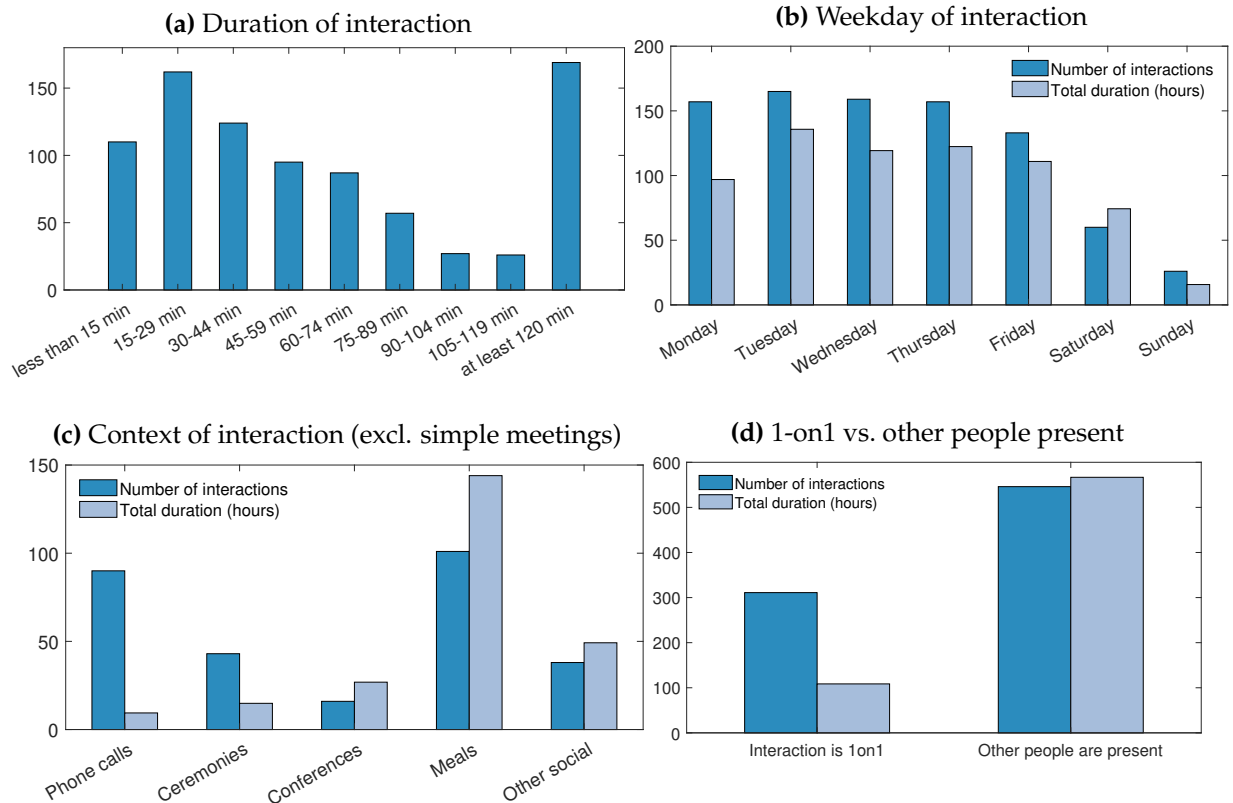 (a) Duration of interaction
150
100
50
0
less than 15 min
15-29 min
30-44 min
45-59 min
60-74 min
75-89 min
90-104 min
105-119 min
at least 120 min
(b) Weekday of interaction
200
150
100
50
0
Number of interactions
Total duration (hours)
Monday
Tuesday
Wednesday
Thursday
Friday
Saturday
Sunday
(c) Context of interaction (excl. simple meetings)
150
100
50
0
Number of interactions
Total duration (hours)
Phone calls
Ceremonies
Conferences
Meals
Other social
(d) 1-on1 vs. other people present
600
500
400
300
200
100
0
Number of interactions
Total duration (hours)
Interaction is 1on1
Other people are present